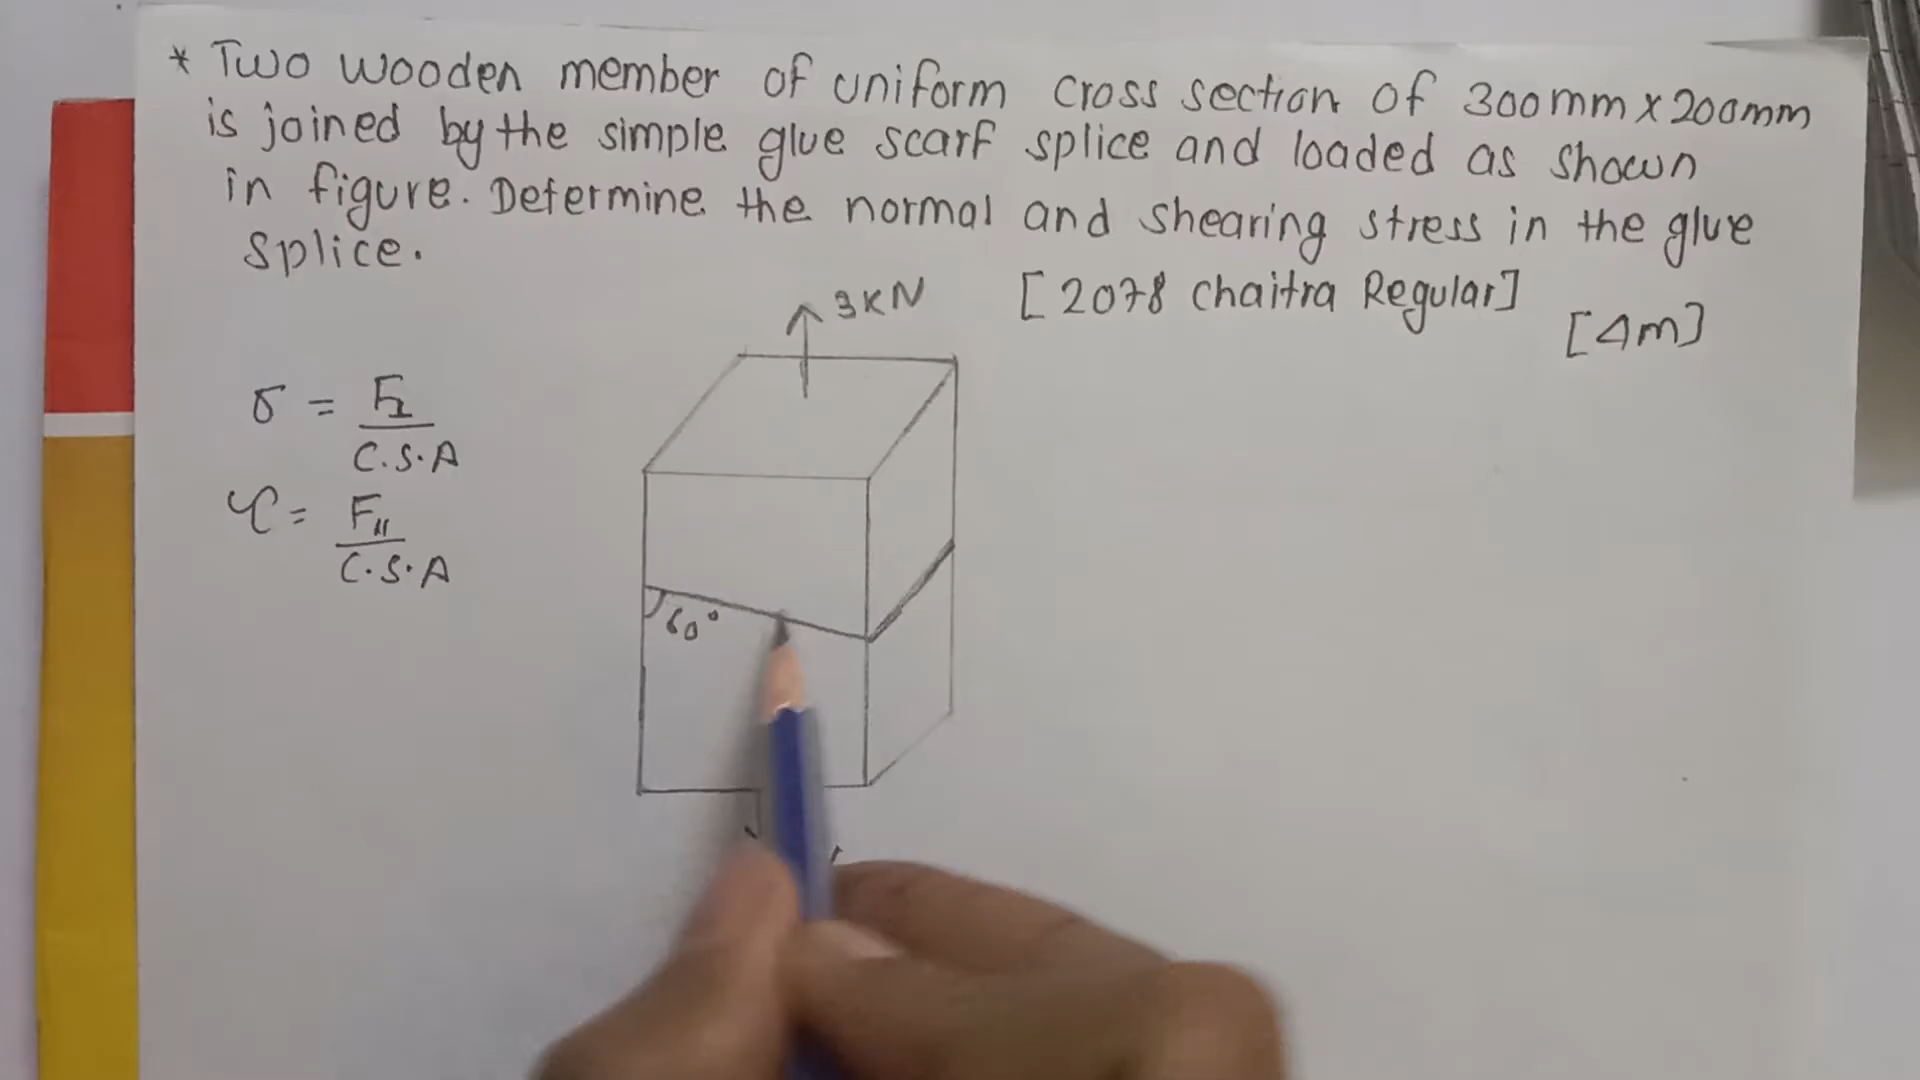 * Two wooden member of uniform cross section of 300mm x 200mm
is joined by the simple glue scarf splice and loaded as shown
in figure. Determine the normal and shearing stress in the glue
splice.
[2078 Chaitra Regular]
[4m]
3KN
σ = F⊥
C.S.A
τ = F||
C.S.A
60°